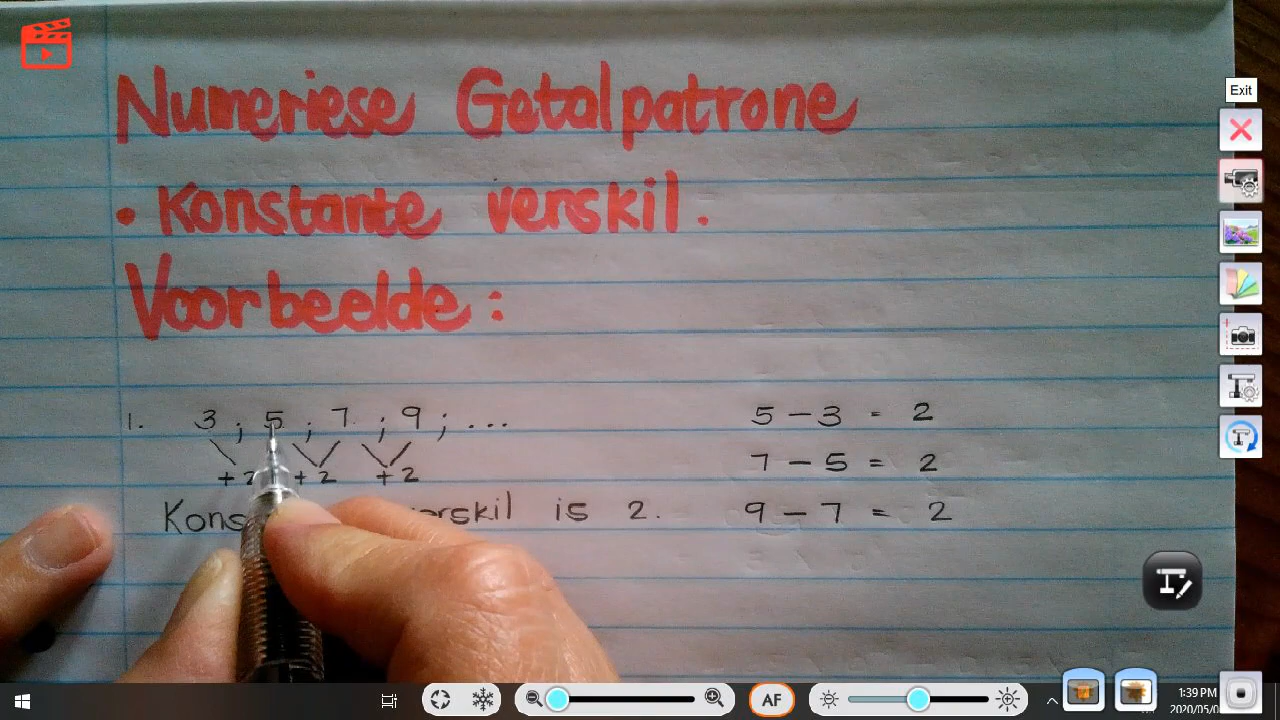 Numeriese Getalpatrone
• Konstante verskil.
Voorbeelde:
1. 3 ; 5 ; 7 ; 9 ; ...
+2 +2 +2
verskil is 2.
5 - 3 = 2
7 - 5 = 2
9 - 7 = 2
Exit
AF
1:39 PM